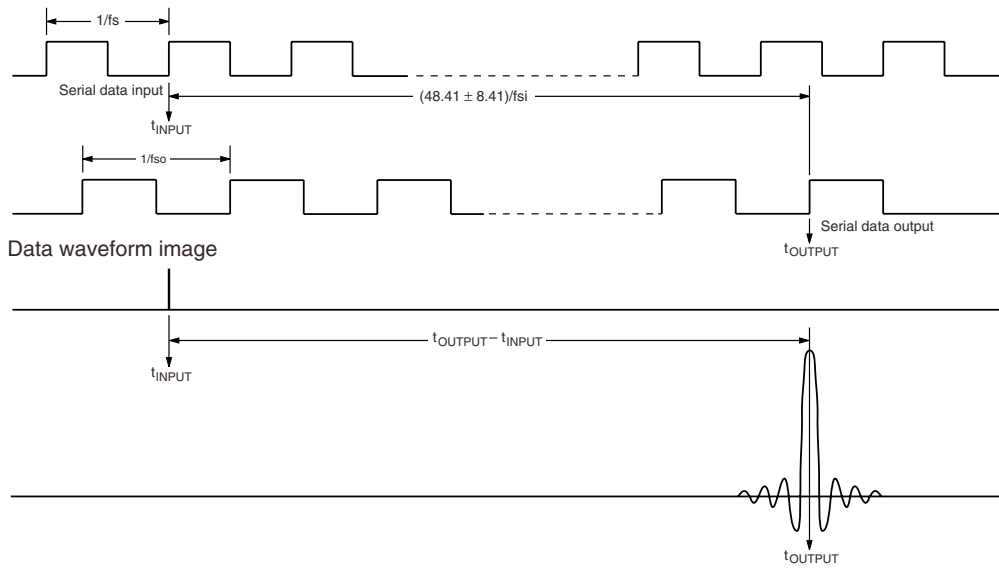 1/fs
Serial data input
(48.41 ± 8.41)/fsi
tINPUT
1/fso
Serial data output
tOUTPUT
Data waveform image
tOUTPUT – tINPUT
tINPUT
tOUTPUT